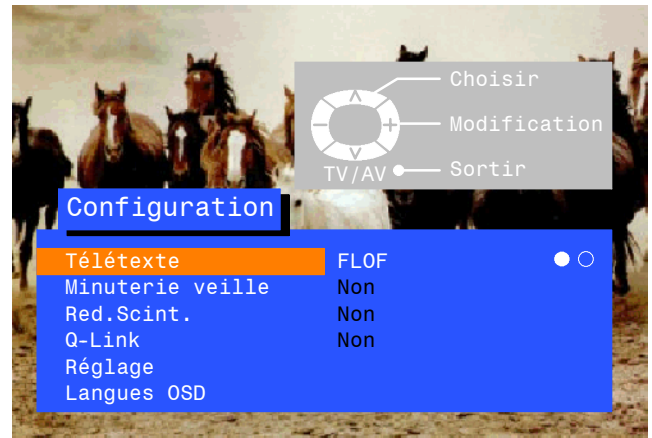 Choisir
Modification
TV/AV Sortir
Configuration
Télétexte FLOF
Minuterie veille Non
Red.Scint. Non
Q-Link Non
Réglage
Langues OSD